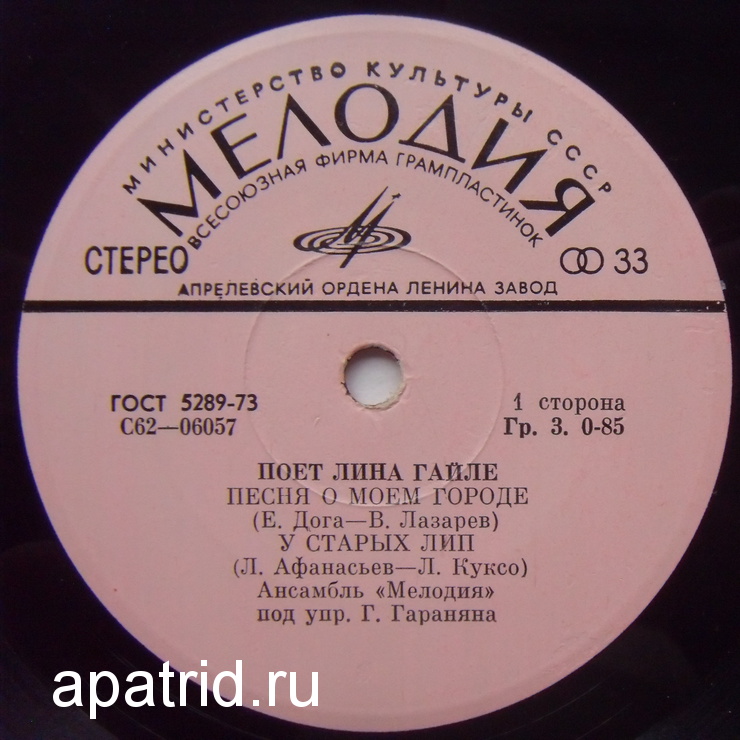 МИНИСТЕРСТВО КУЛЬТУРЫ СССР
МЕЛОДИЯ
ВСЕСОЮЗНАЯ ФИРМА ГРАМПЛАСТИНОК
СТЕРЕО
33
АПРЕЛЕВСКИЙ ОРДЕНА ЛЕНИНА ЗАВОД
ГОСТ 5289-73
1 сторона
С62—06057
Гр. 3. 0-85
ПОЕТ ЛИНА ГАЙЛЕ
ПЕСНЯ О МОЕМ ГОРОДЕ
(Е. Дога—В. Лазарев)
У СТАРЫХ ЛИП
(Л. Афанасьев—Л. Куксо)
Ансамбль «Мелодия»
под упр. Г. Гараняна
apatrid.ru